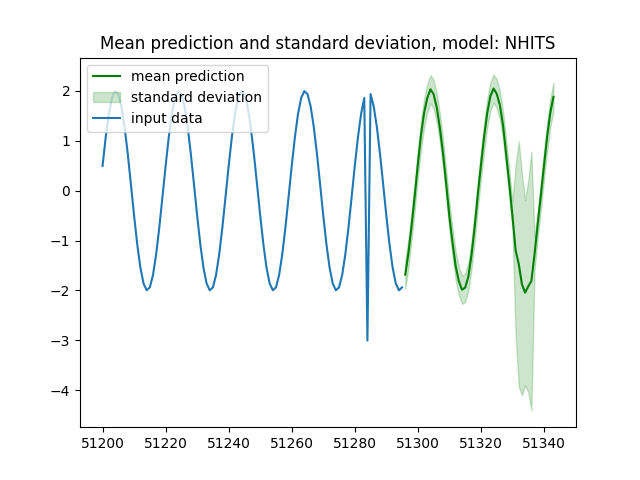 Mean prediction and standard deviation, model: NHITS
mean prediction
standard deviation
input data
2
1
0
−1
−2
−3
−4
51200 51220 51240 51260 51280 51300 51320 51340